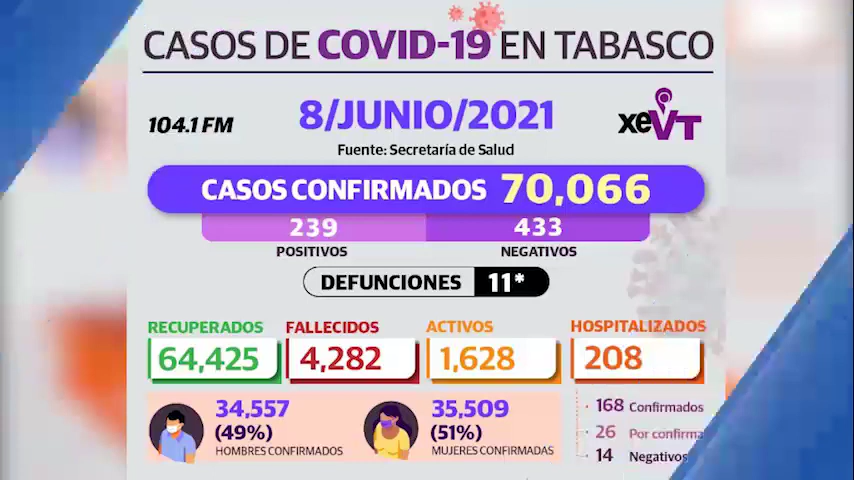 CASOS DE COVID-19 EN TABASCO
104.1 FM
8/JUNIO/2021
xeVT
Fuente: Secretaría de Salud
CASOS CONFIRMADOS 70,066
239 433
POSITIVOS NEGATIVOS
DEFUNCIONES 11*
RECUPERADOS FALLECIDOS ACTIVOS HOSPITALIZADOS
64,425 4,282 1,628 208
34,557
(49%)
HOMBRES CONFIRMADOS
35,509
(51%)
MUJERES CONFIRMADAS
168 Confirmados
26 Por confirma
14 Negativos